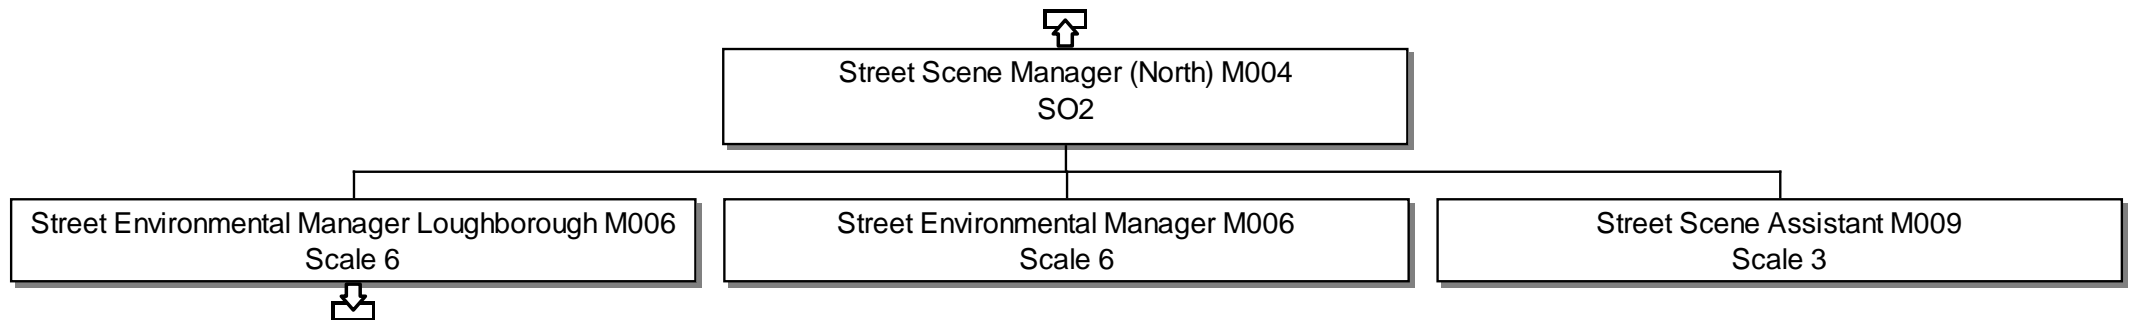 Street Scene Manager (North) M004
SO2
Street Environmental Manager Loughborough M006
Scale 6
Street Environmental Manager M006
Scale 6
Street Scene Assistant M009
Scale 3